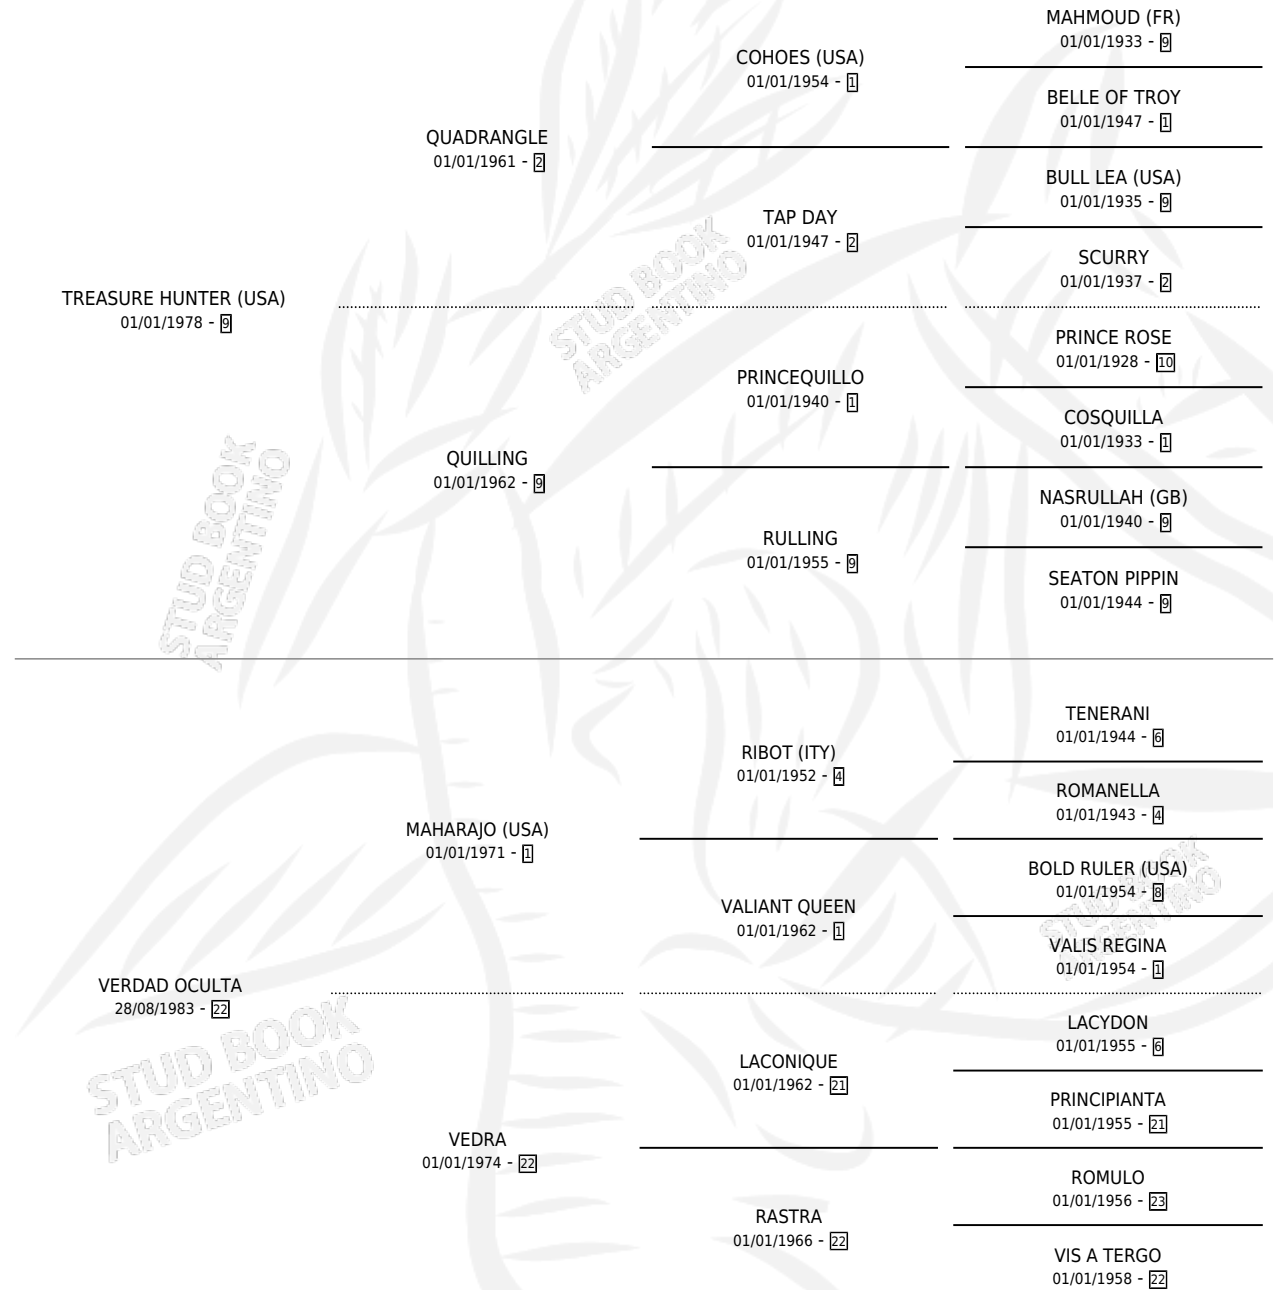 MAHMOUD (FR)
01/01/1933 - 9
COHOES (USA)
01/01/1954 - 1
BELLE OF TROY
01/01/1947 - 1
QUADRANGLE
01/01/1961 - 2
BULL LEA (USA)
01/01/1935 - 9
TAP DAY
01/01/1947 - 2
SCURRY
01/01/1937 - 2
TREASURE HUNTER (USA)
01/01/1978 - 9
PRINCE ROSE
01/01/1928 - 10
PRINCEQUILLO
01/01/1940 - 1
COSQUILLA
01/01/1933 - 1
QUILLING
01/01/1962 - 9
NASRULLAH (GB)
01/01/1940 - 9
RULLING
01/01/1955 - 9
SEATON PIPPIN
01/01/1944 - 9
STUD BOOK
ARGENTINO
STUD BOOK
ARGENTINO
TENERANI
01/01/1944 - 6
RIBOT (ITY)
01/01/1952 - 4
ROMANELLA
01/01/1943 - 4
MAHARAJO (USA)
01/01/1971 - 1
BOLD RULER (USA)
01/01/1954 - 8
VALIANT QUEEN
01/01/1962 - 1
VALIS REGINA
01/01/1954 - 1
STUD BOOK
ARGENTINO
VERDAD OCULTA
28/08/1983 - 22
LACYDON
01/01/1955 - 6
LACONIQUE
01/01/1962 - 21
PRINCIPIANTA
01/01/1955 - 21
STUD BOOK
ARGENTINO
VEDRA
01/01/1974 - 22
ROMULO
01/01/1956 - 23
RASTRA
01/01/1966 - 22
VIS A TERGO
01/01/1958 - 22